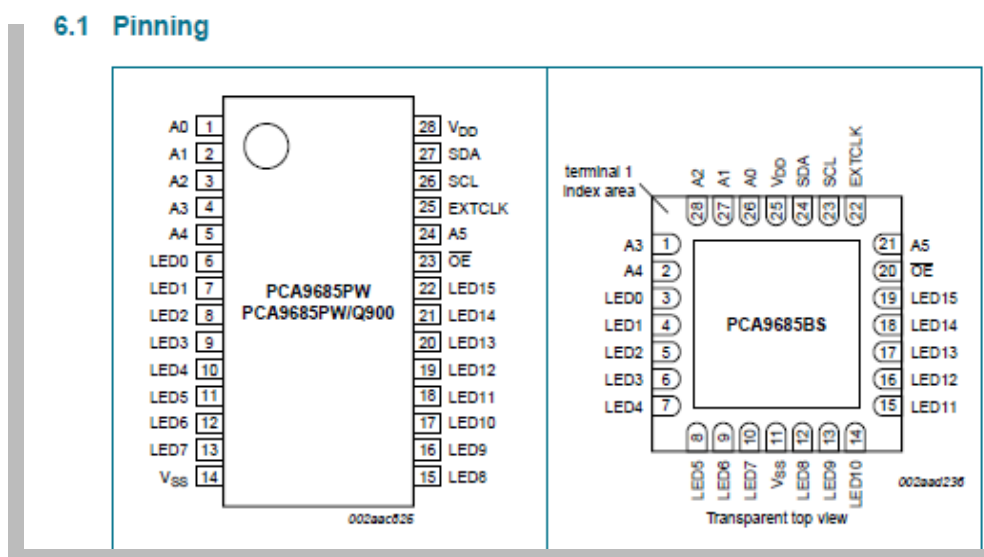 6.1 Pinning
A0 1
A1 2
A2 3
A3 4
A4 5
LED0 6
LED1 7
LED2 8
LED3 9
LED4 10
LED5 11
LED6 12
LED7 13
VSS 14
PCA9685PW
PCA9685PW/Q900
28 VDD
27 SDA
26 SCL
25 EXTCLK
24 A5
23 OE
22 LED15
21 LED14
20 LED13
19 LED12
18 LED11
17 LED10
16 LED9
15 LED8
002aac826
terminal 1
index area
A2 A1 A0 VDD SDA SCL EXTCLK
28 27 26 25 24 23 22
A3 1
A4 2
LED0 3
LED1 4
LED2 5
LED3 6
LED4 7
PCA9685BS
21 A5
20 OE
19 LED15
18 LED14
17 LED13
16 LED12
15 LED11
8 9 10 11 12 13 14
LED5 LED6 LED7 VSS LED8 LED9 LED10
002aad236
Transparent top view